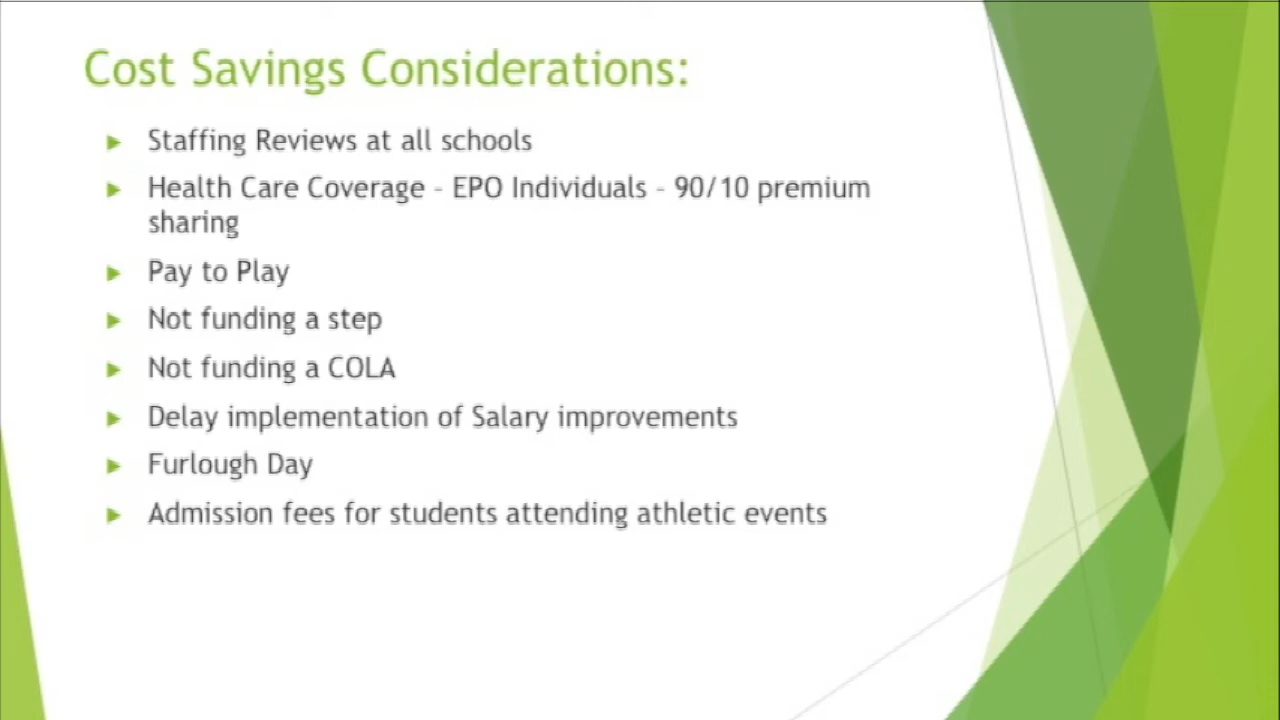 Cost Savings Considerations:
Staffing Reviews at all schools
Health Care Coverage – EPO Individuals – 90/10 premium
sharing
Pay to Play
Not funding a step
Not funding a COLA
Delay implementation of Salary improvements
Furlough Day
Admission fees for students attending athletic events